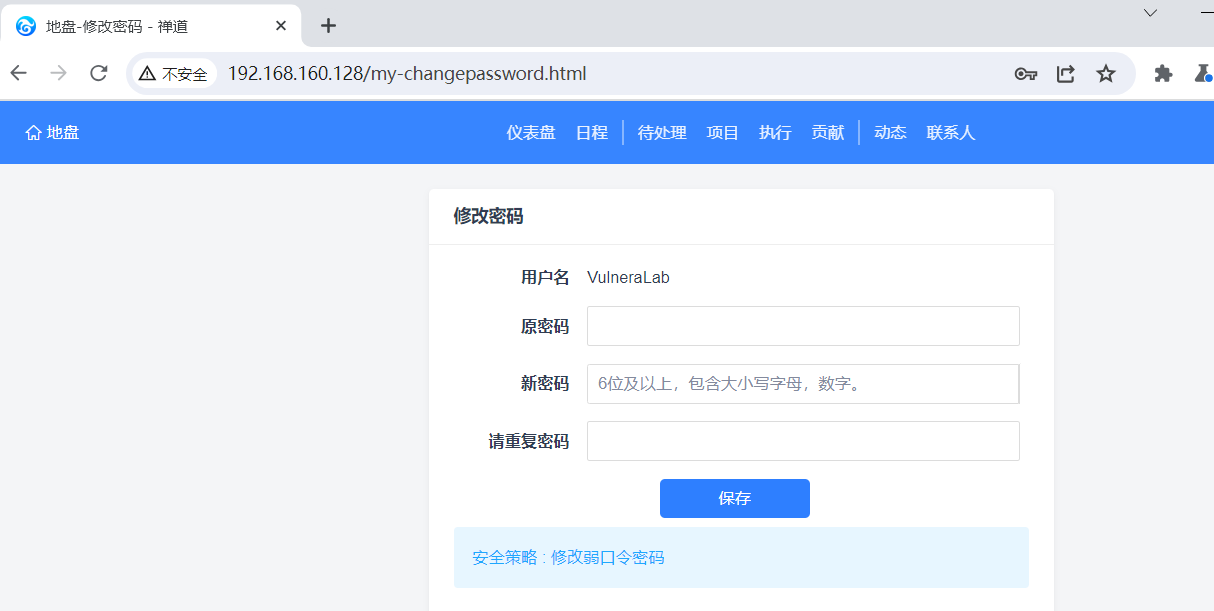 地盘-修改密码 - 禅道
不安全 192.168.160.128/my-changepassword.html
地盘 仪表盘 日程 待处理 项目 执行 贡献 动态 联系人
修改密码
用户名 VulneraLab
原密码
新密码 6位及以上，包含大小写字母，数字。
请重复密码
保存
安全策略 : 修改弱口令密码